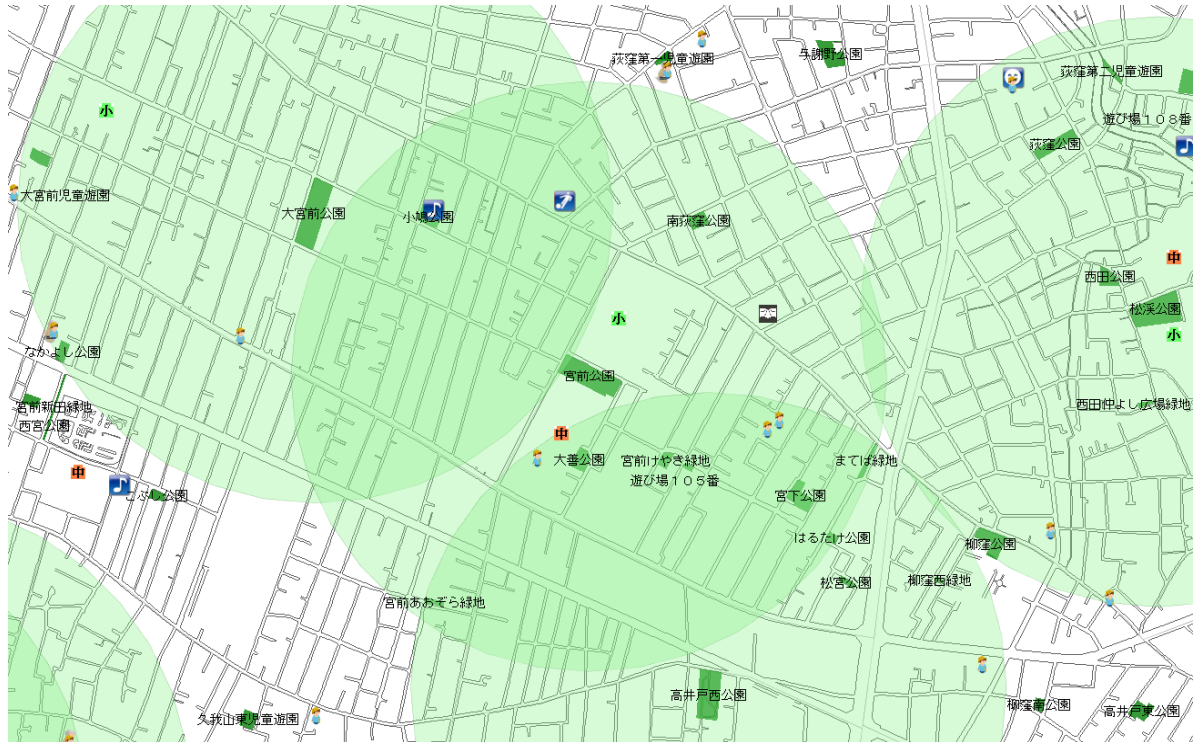 荻窪第一児童遊園
与謝野公園
荻窪第二児童遊園
小
遊び場１０８番
荻窪公園
大宮前児童遊園
大宮前公園
小鳩公園
南荻窪公園
中
西田公園
松渓公園
小
小
なかよし公園
宮前公園
宮前新田緑地
西宮公園
西田仲よし広場緑地
中
大善公園
宮前けやき緑地
まてば緑地
中
遊び場１０５番
こぶし公園
宮下公園
はるたけ公園
柳窪公園
松宮公園
柳窪西緑地
宮前あおぞら緑地
高井戸西公園
久我山東児童遊園
柳窪南公園
高井戸東公園